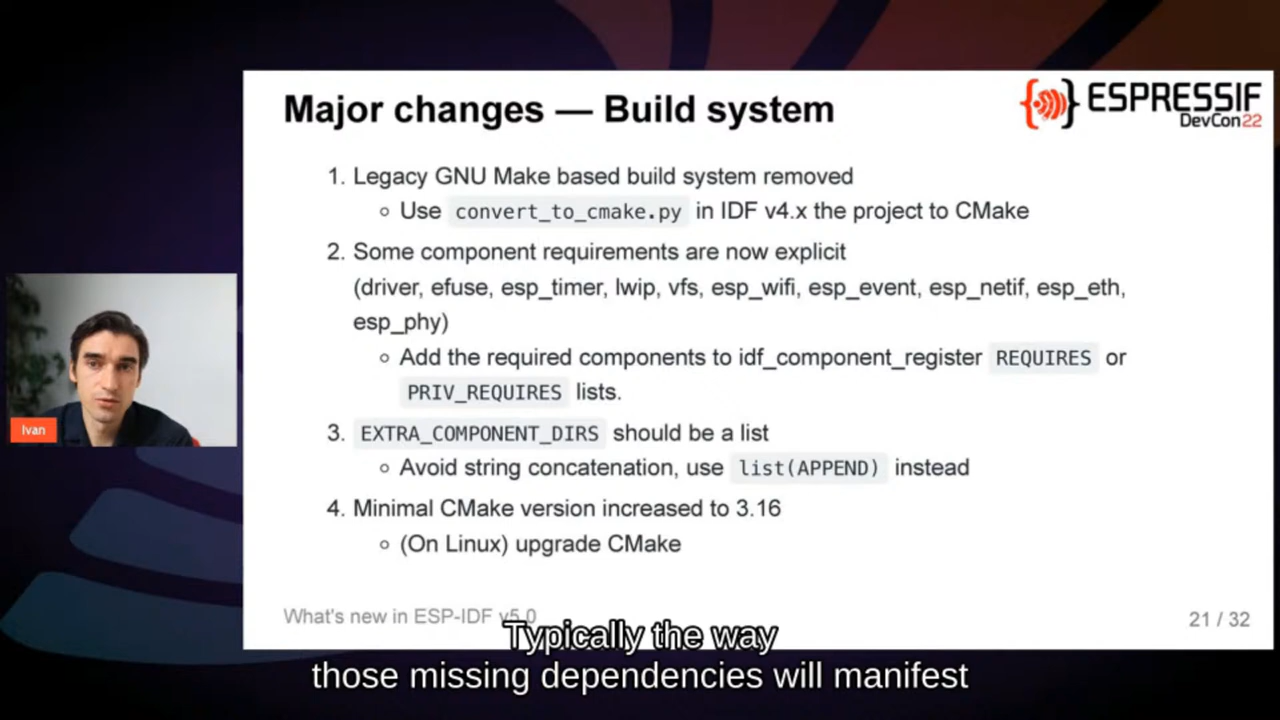 Major changes — Build system
{ } ESPRESSIF
DevCon22
1. Legacy GNU Make based build system removed
Use convert_to_cmake.py in IDF v4.x the project to CMake
2. Some component requirements are now explicit
(driver, efuse, esp_timer, lwip, vfs, esp_wifi, esp_event, esp_netif, esp_eth,
esp_phy)
Add the required components to idf_component_register REQUIRES or
PRIV_REQUIRES lists.
3. EXTRA_COMPONENT_DIRS should be a list
Avoid string concatenation, use list(APPEND) instead
4. Minimal CMake version increased to 3.16
(On Linux) upgrade CMake
Ivan
What's new in ESP-IDF v5.0
21 / 32
Typically the way
those missing dependencies will manifest